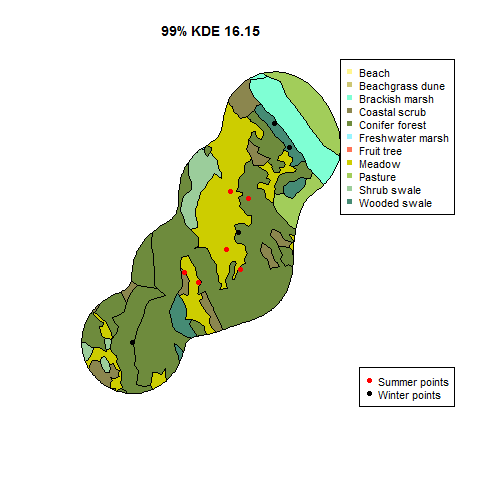 99% KDE 16.15
Beach
Beachgrass dune
Brackish marsh
Coastal scrub
Conifer forest
Freshwater marsh
Fruit tree
Meadow
Pasture
Shrub swale
Wooded swale
Summer points
Winter points